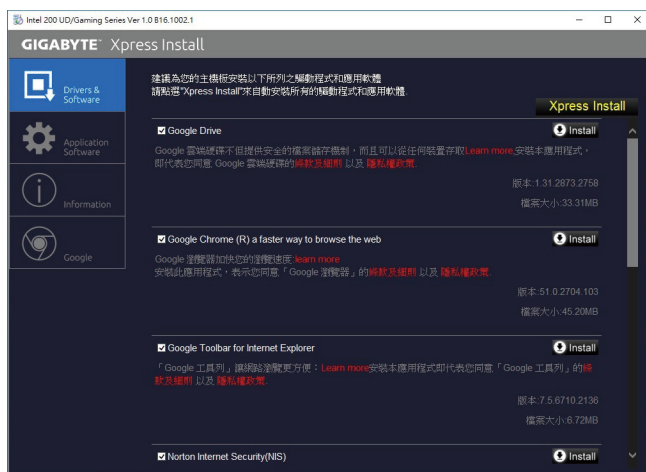 Intel 200 UD/Gaming Series Ver 1.0 B16.1002.1
GIGABYTE™ Xpress Install
Drivers & Software
Application Software
Information
Google
建議為您的主機板安裝以下所列之驅動程式和應用軟體
請點選"Xpress Install"來自動安裝所有的驅動程式和應用軟體.
Xpress Install
Google Drive
Install
Google 雲端硬碟不但提供安全的檔案儲存機制，而且可以從任何裝置存取Learn more.安裝本應用程式，
即代表您同意 Google 雲端硬碟的條款及細則 以及 隱私權政策.
版本:1.31.2873.2758
檔案大小:33.31MB
Google Chrome (R) a faster way to browse the web
Install
Google 瀏覽器加快您的瀏覽速度 learn more
安裝此應用程式，表示您同意「Google 瀏覽器」的條款及細則 以及 隱私權政策.
版本:51.0.2704.103
檔案大小:45.20MB
Google Toolbar for Internet Explorer
Install
「Google 工具列」讓網路瀏覽更方便：Learn more安裝本應用程式即代表您同意「Google 工具列」的條
款及細則 以及 隱私權政策.
版本:7.5.6710.2136
檔案大小:6.72MB
Norton Internet Security(NIS)
Install